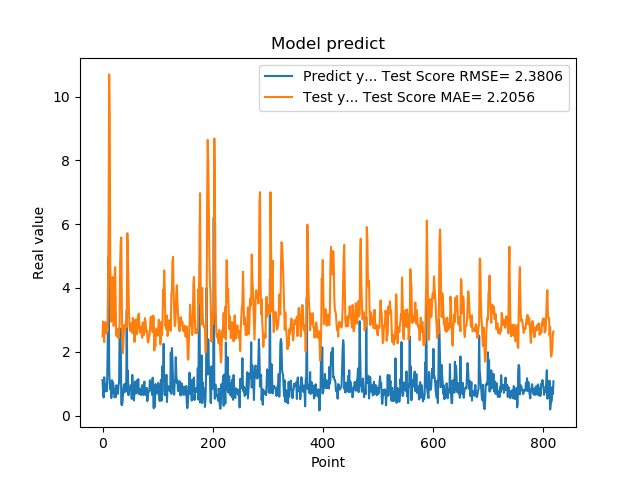 Model predict
Predict y... Test Score RMSE= 2.3806
Test y... Test Score MAE= 2.2056
Real value
10
8
6
4
2
0
0 200 400 600 800
Point